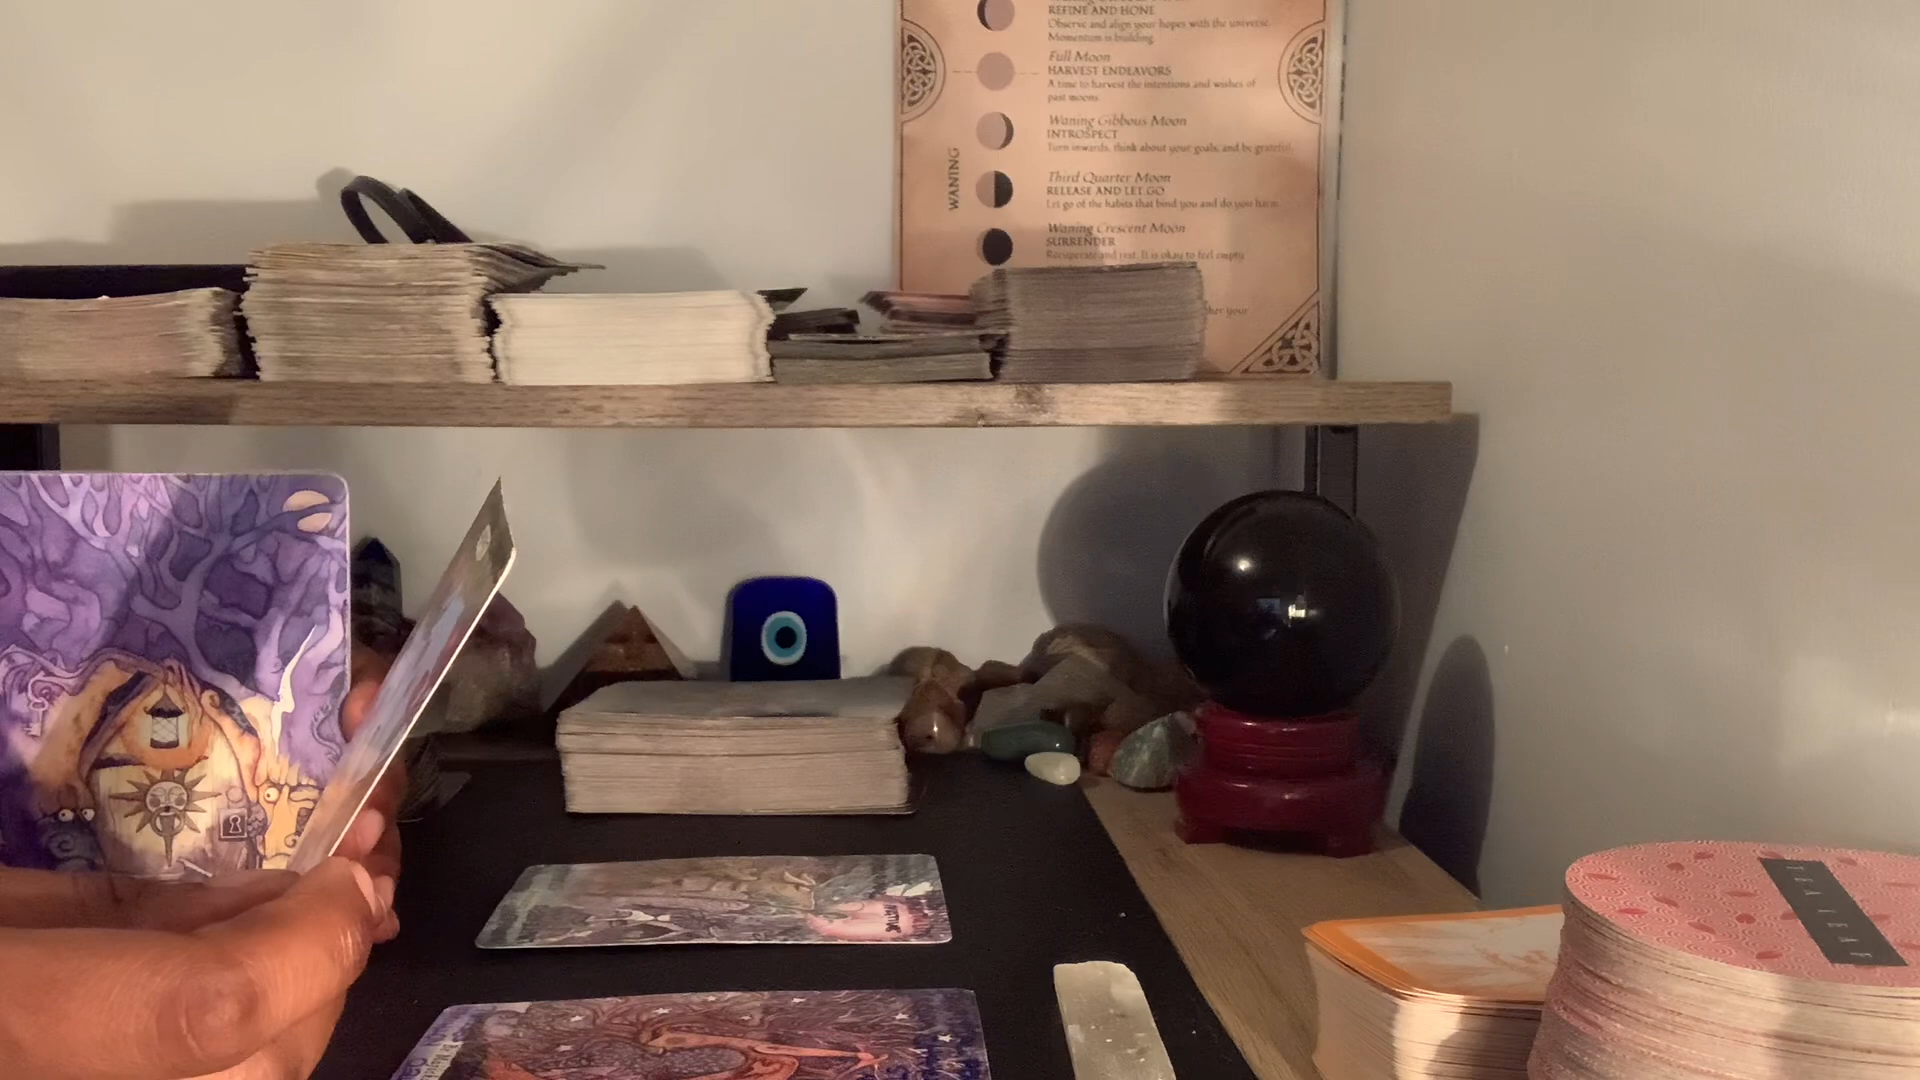 REFINE AND HONE
Observe and align your hopes with the universe.
Momentum is building.
Full Moon
HARVEST ENDEAVORS
A time to harvest the intentions and wishes of
past moons.
Waning Gibbous Moon
INTROSPECT
Turn inwards, think about your goals, and be grateful.
WANING
Third Quarter Moon
RELEASE AND LET GO
Let go of the habits that bind you and do you harm.
Waning Crescent Moon
SURRENDER
Recuperate and rest. It is okay to feel empty.
your
TEA LEAF